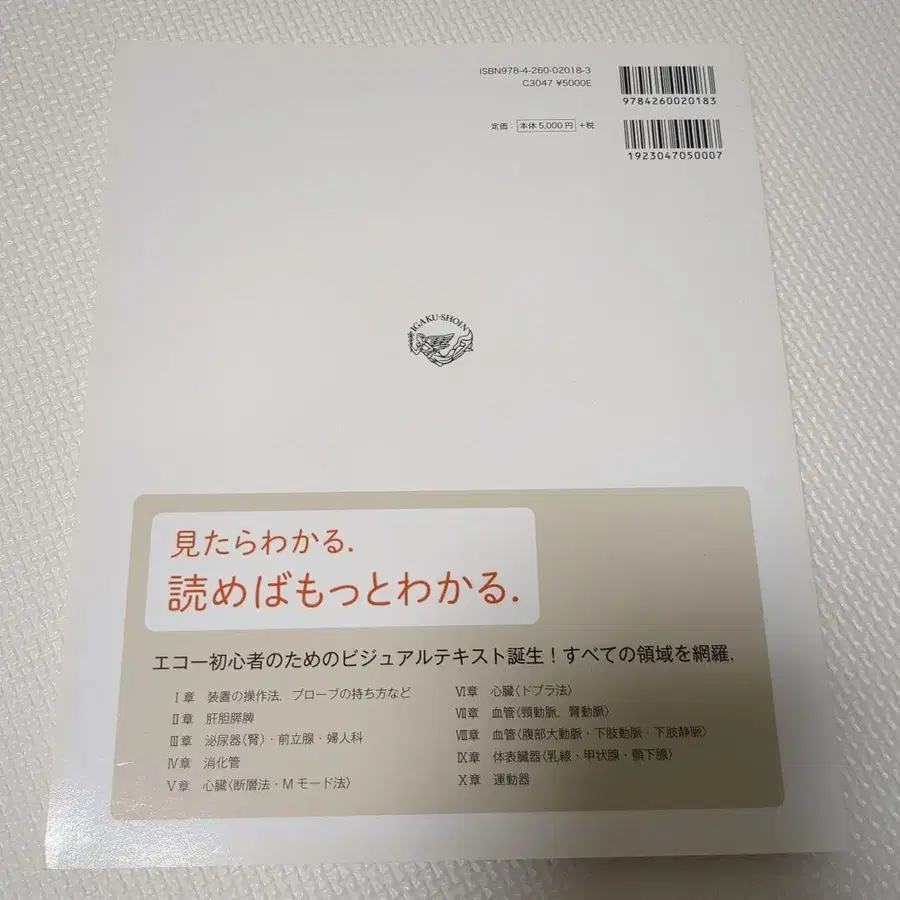 ISBN978-4-260-02018-3
C3047 ¥5000E
9784260020183
定価：本体5,000円+税
1923047050007
IGAKU-SHOIN
見たらわかる.
読めばもっとわかる.
エコー初心者のためのビジュアルテキスト誕生！すべての領域を網羅.
Ⅰ章 装置の操作法, プローブの持ち方など
Ⅱ章 肝胆膵脾
Ⅲ章 泌尿器〈腎〉・前立腺・婦人科
Ⅳ章 消化管
Ⅴ章 心臓〈断層法・Mモード法〉
Ⅵ章 心臓〈ドプラ法〉
Ⅶ章 血管〈頸動脈, 腎動脈〉
Ⅷ章 血管〈腹部大動脈・下肢動脈・下肢静脈〉
Ⅸ章 体表臓器〈乳線・甲状腺・顎下腺〉
Ⅹ章 運動器